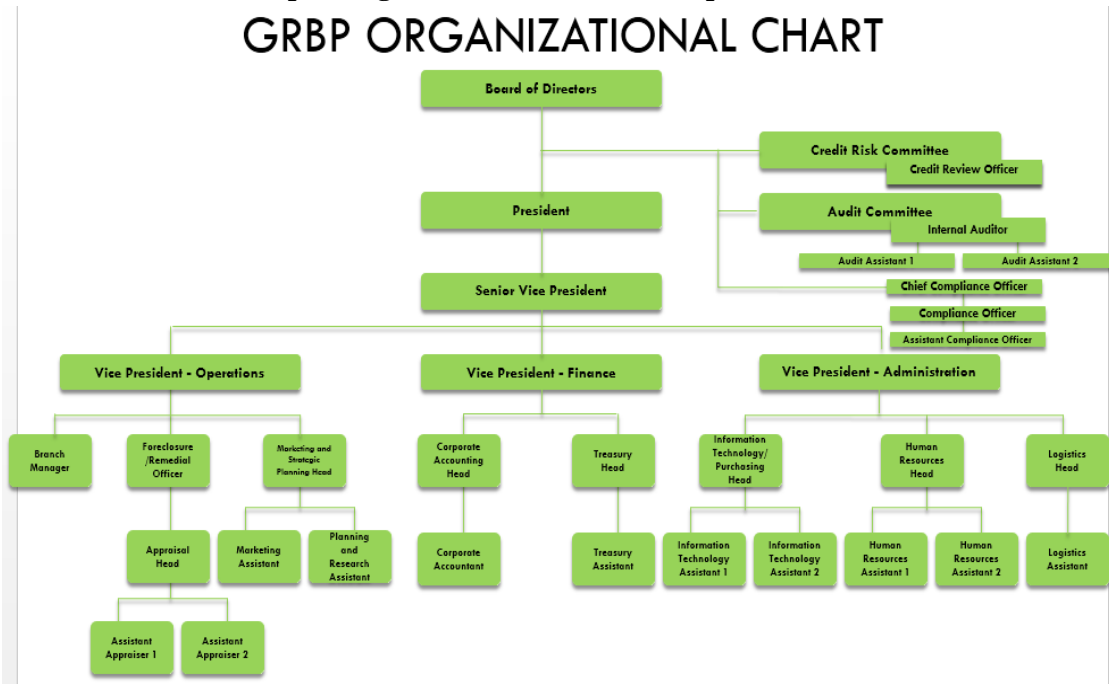 GRBP ORGANIZATIONAL CHART
Board of Directors
Credit Risk Committee
Credit Review Officer
President
Audit Committee
Internal Auditor
Audit Assistant 1
Audit Assistant 2
Senior Vice President
Chief Compliance Officer
Compliance Officer
Assistant Compliance Officer
Vice President - Operations
Vice President - Finance
Vice President - Administration
Branch
Manager
Foreclosure
/Remedial
Officer
Marketing and
Strategic
Planning Head
Corporate
Accounting
Head
Treasury
Head
Information
Technology/
Purchasing
Head
Human
Resources
Head
Logistics
Head
Appraisal
Head
Marketing
Assistant
Planning
and
Research
Assistant
Corporate
Accountant
Treasury
Assistant
Information
Technology
Assistant 1
Information
Technology
Assistant 2
Human
Resources
Assistant 1
Human
Resources
Assistant 2
Logistics
Assistant
Assistant
Appraiser 1
Assistant
Appraiser 2